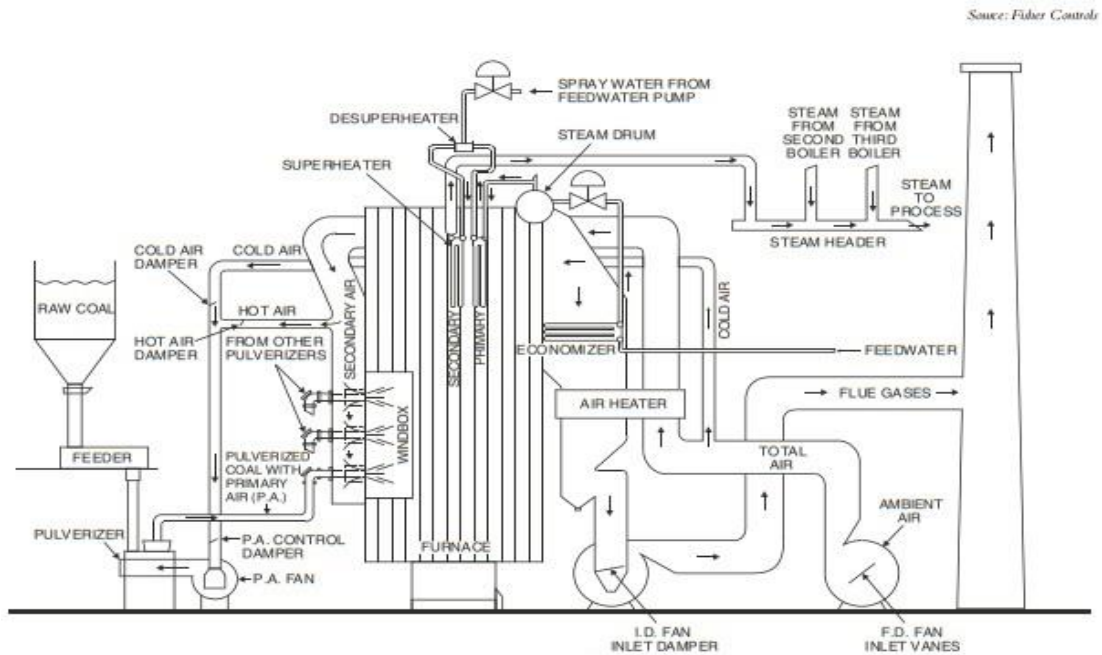 Source: Fisher Controls
SPRAY WATER FROM
FEEDWATER PUMP
DESUPERHEATER
STEAM DRUM
STEAM
FROM
SECOND
BOILER
STEAM
FROM
THIRD
BOILER
SUPERHEATER
STEAM
TO
PROCESS
STEAM HEADER
COLD AIR
DAMPER
COLD AIR
RAW COAL
HOT AIR
HOT AIR
DAMPER
FROM OTHER
PULVERIZERS
SECONDARY AIR
SECONDARY
PRIMARY
COLD AIR
ECONOMIZER
FEEDWATER
AIR HEATER
FLUE GASES
WINDBOX
FEEDER
PULVERIZED
COAL WITH
PRIMARY
AIR (P.A.)
TOTAL
AIR
AMBIENT
AIR
PULVERIZER
P.A. CONTROL
DAMPER
FURNACE
P.A. FAN
I.D. FAN
INLET DAMPER
F.D. FAN
INLET VANES